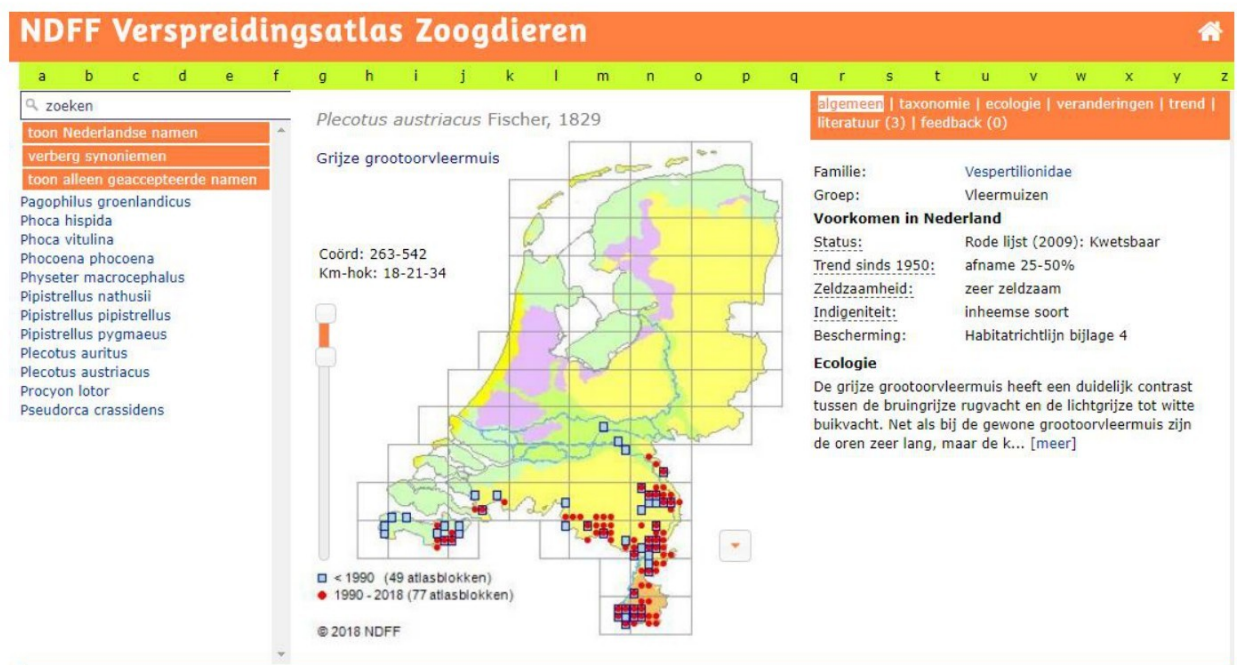 NDFF Verspreidingsatlas Zoogdieren
a b c d e f g h i j k l m n o p q r s t u v w x y z
zoeken
toon Nederlandse namen
verberg synoniemen
toon alleen geaccepteerde namen
Pagophilus groenlandicus
Phoca hispida
Phoca vitulina
Phocoena phocoena
Physeter macrocephalus
Pipistrellus nathusii
Pipistrellus pipistrellus
Pipistrellus pygmaeus
Plecotus auritus
Plecotus austriacus
Procyon lotor
Pseudorca crassidens
Plecotus austriacus Fischer, 1829
Grijze grootoorvleermuis
Coörd: 263-542
Km-hok: 18-21-34
< 1990 (49 atlasblokken)
1990 - 2018 (77 atlasblokken)
© 2018 NDFF
algemeen | taxonomie | ecologie | veranderingen | trend |
literatuur (3) | feedback (0)
Familie: Vespertilionidae
Groep: Vleermuizen
Voorkomen in Nederland
Status: Rode lijst (2009): Kwetsbaar
Trend sinds 1950: afname 25-50%
Zeldzaamheid: zeer zeldzaam
Indigeniteit: inheemse soort
Bescherming: Habitatrichtlijn bijlage 4
Ecologie
De grijze grootoorvleermuis heeft een duidelijk contrast
tussen de bruingrijze rugvacht en de lichtgrijze tot witte
buikvacht. Net als bij de gewone grootoorvleermuis zijn
de oren zeer lang, maar de k... [meer]